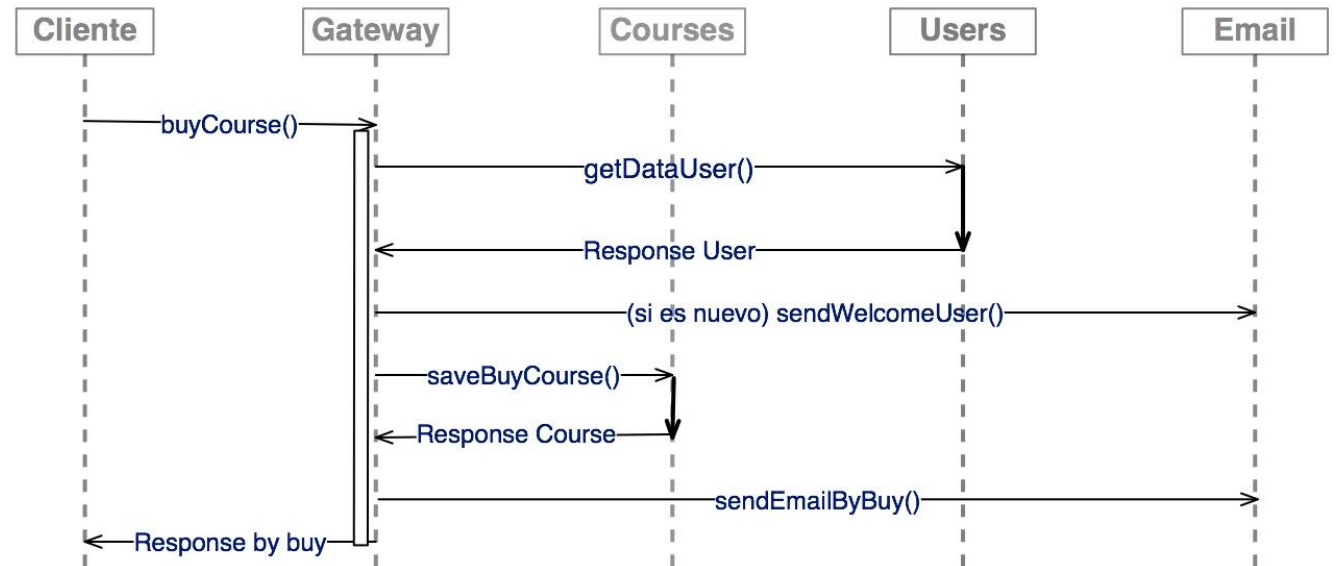 Cliente
Gateway
Courses
Users
Email
buyCourse()
getDataUser()
Response User
(si es nuevo) sendWelcomeUser()
saveBuyCourse()
Response Course
sendEmailByBuy()
Response by buy